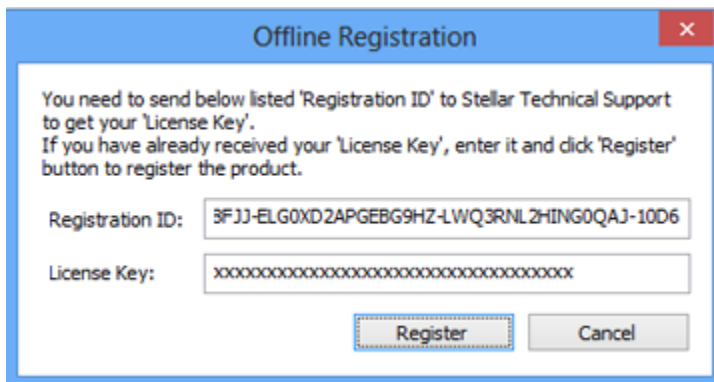 Offline Registration
You need to send below listed 'Registration ID' to Stellar Technical Support
to get your 'License Key'.
If you have already received your 'License Key', enter it and click 'Register'
button to register the product.
Registration ID: 3FJJ-ELG0XD2APGEBG9HZ-LWQ3RNL2HING0QAJ-10D6
License Key: xxxxxxxxxxxxxxxxxxxxxxxxxxxxxxxxxx
Register Cancel